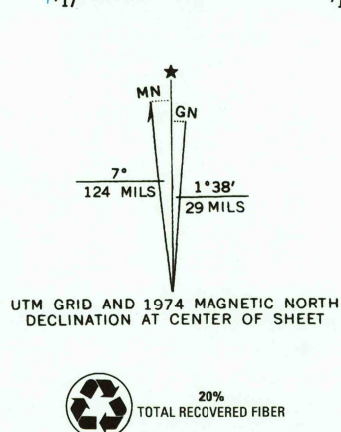 17
MN
GN
7°
124 MILS
1°38'
29 MILS
UTM GRID AND 1974 MAGNETIC NORTH
DECLINATION AT CENTER OF SHEET
20%
TOTAL RECOVERED FIBER